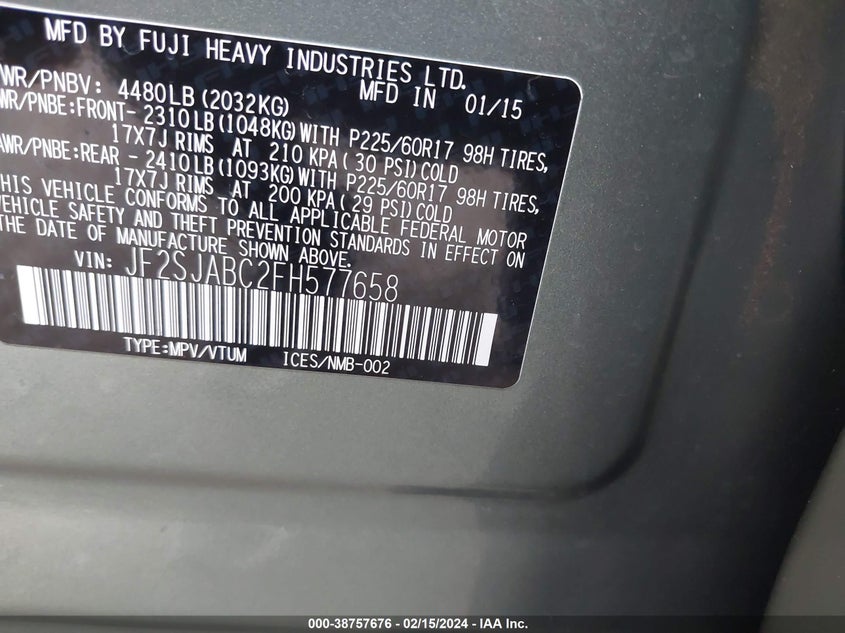 MFD BY FUJI HEAVY INDUSTRIES LTD.
WR/PNBV: 4480LB(2032KG) MFD IN 01/15
WR/PNBE:FRONT- 2310LB(1048KG)WITH P225/60R17 98H TIRES,
17X7J RIMS AT 210 KPA(30 PSI)COLD
AWR/PNBE:REAR - 2410LB(1093KG)WITH P225/60R17 98H TIRES,
17X7J RIMS AT 200 KPA(29 PSI)COLD
THIS VEHICLE CONFORMS TO ALL APPLICABLE FEDERAL MOTOR
VEHICLE SAFETY AND THEFT PREVENTION STANDARDS IN EFFECT ON
THE DATE OF MANUFACTURE SHOWN ABOVE.
VIN: JF2SJABC2FH577658
TYPE:MPV/VTUM ICES/NMB-002
000-38757676 - 02/15/2024 - IAA Inc.